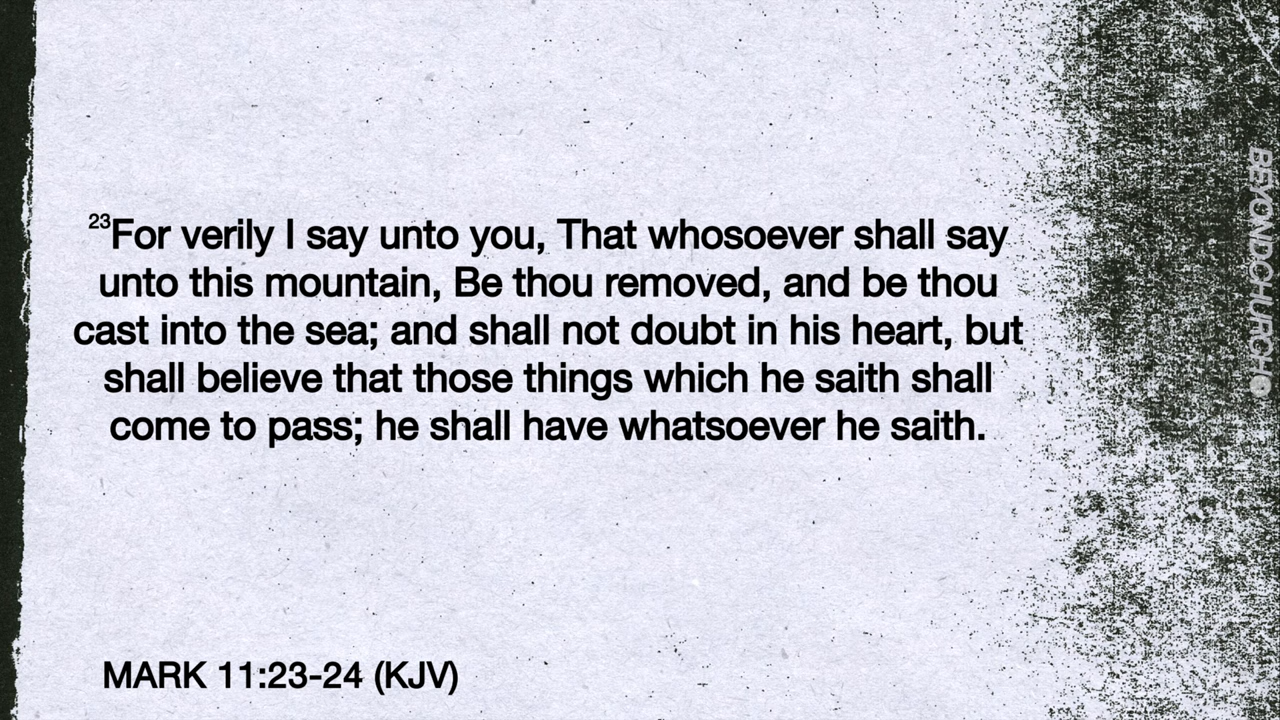 23For verily I say unto you, That whosoever shall say
unto this mountain, Be thou removed, and be thou
cast into the sea; and shall not doubt in his heart, but
shall believe that those things which he saith shall
come to pass; he shall have whatsoever he saith.
MARK 11:23-24 (KJV)
BEYONDCHURCH